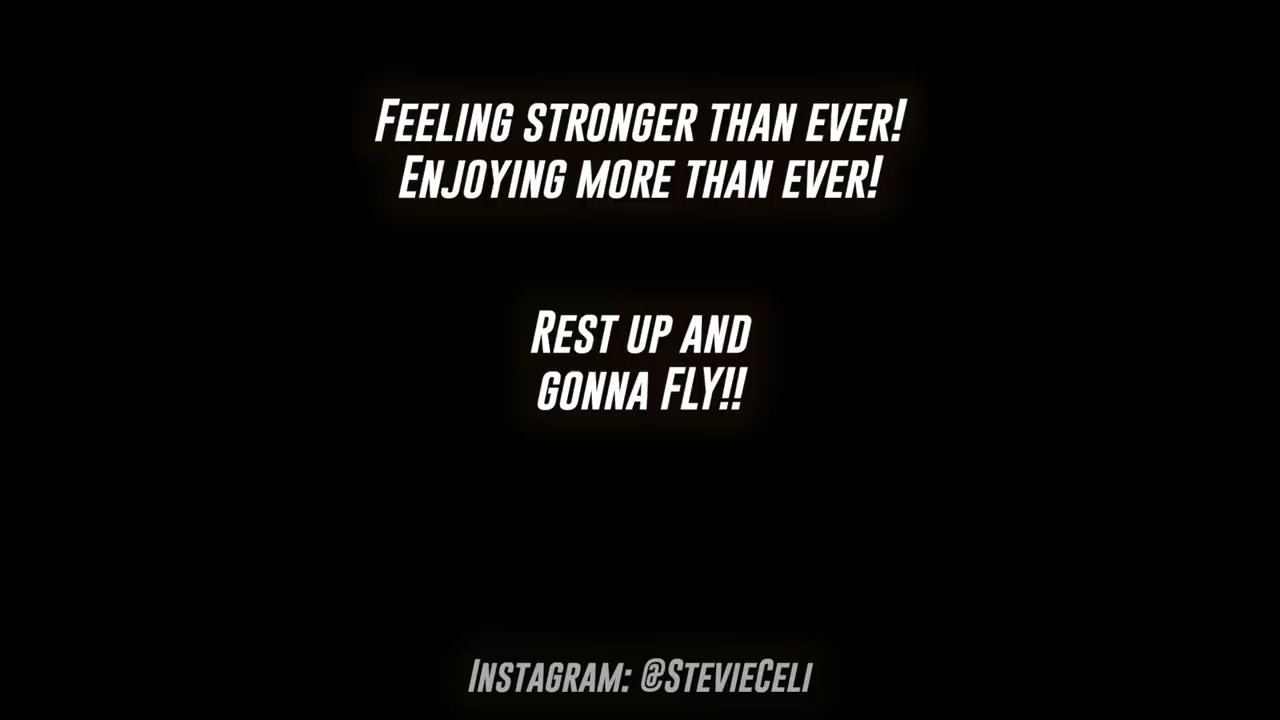 Feeling stronger than ever!
Enjoying more than ever!
Rest up and
gonna FLY!!
Instagram: @StevieCeli